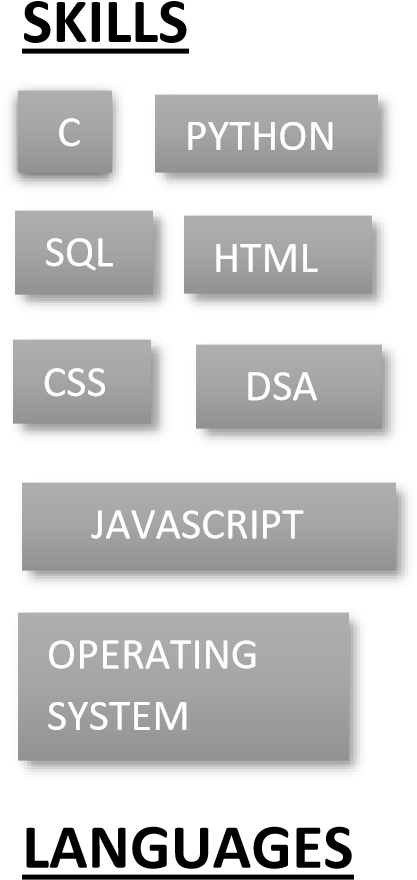 SKILLS
C
PYTHON
SQL
HTML
CSS
DSA
JAVASCRIPT
OPERATING
SYSTEM
LANGUAGES